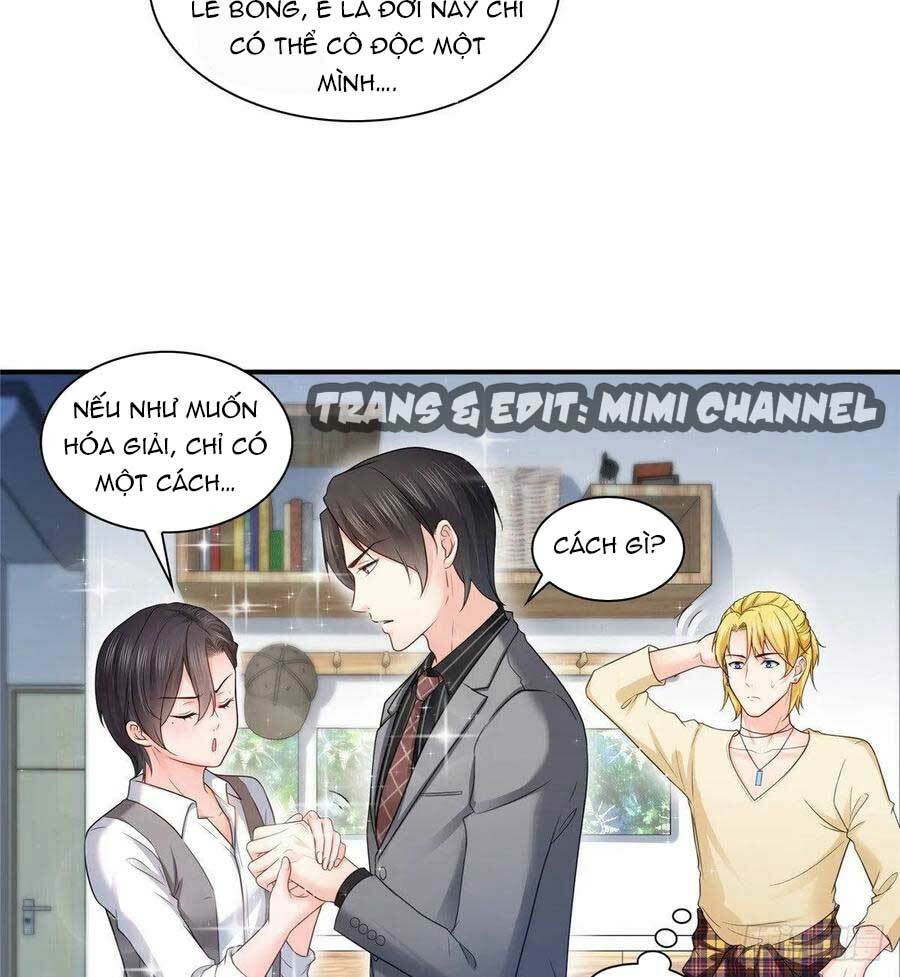 LẺ BÓNG, E LÀ ĐỜI NÀY CHỈ
CÓ THỂ CÔ ĐỘC MỘT
MÌNH....
TRANS & EDIT: MIMI CHANNEL
NẾU NHƯ MUỐN
HÓA GIẢI, CHỈ CÓ
MỘT CÁCH...
CÁCH GÌ?